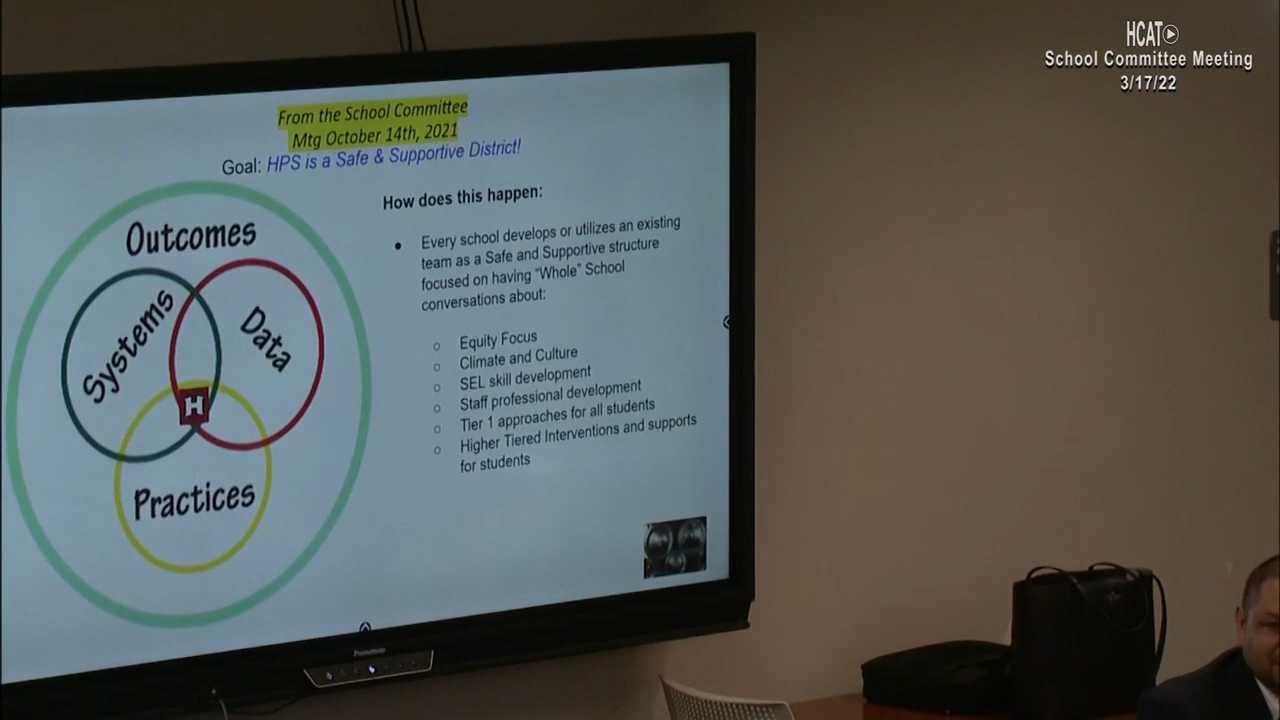 HCAT
School Committee Meeting
3/17/22
From the School Committee
Mtg October 14th, 2021
Goal: HPS is a Safe & Supportive District!
Outcomes
Systems
Data
H
Practices
How does this happen:
● Every school develops or utilizes an existing
team as a Safe and Supportive structure
focused on having “Whole” School
conversations about:
o Equity Focus
o Climate and Culture
o SEL skill development
o Staff professional development
o Tier 1 approaches for all students
o Higher Tiered Interventions and supports
for students
Promethean